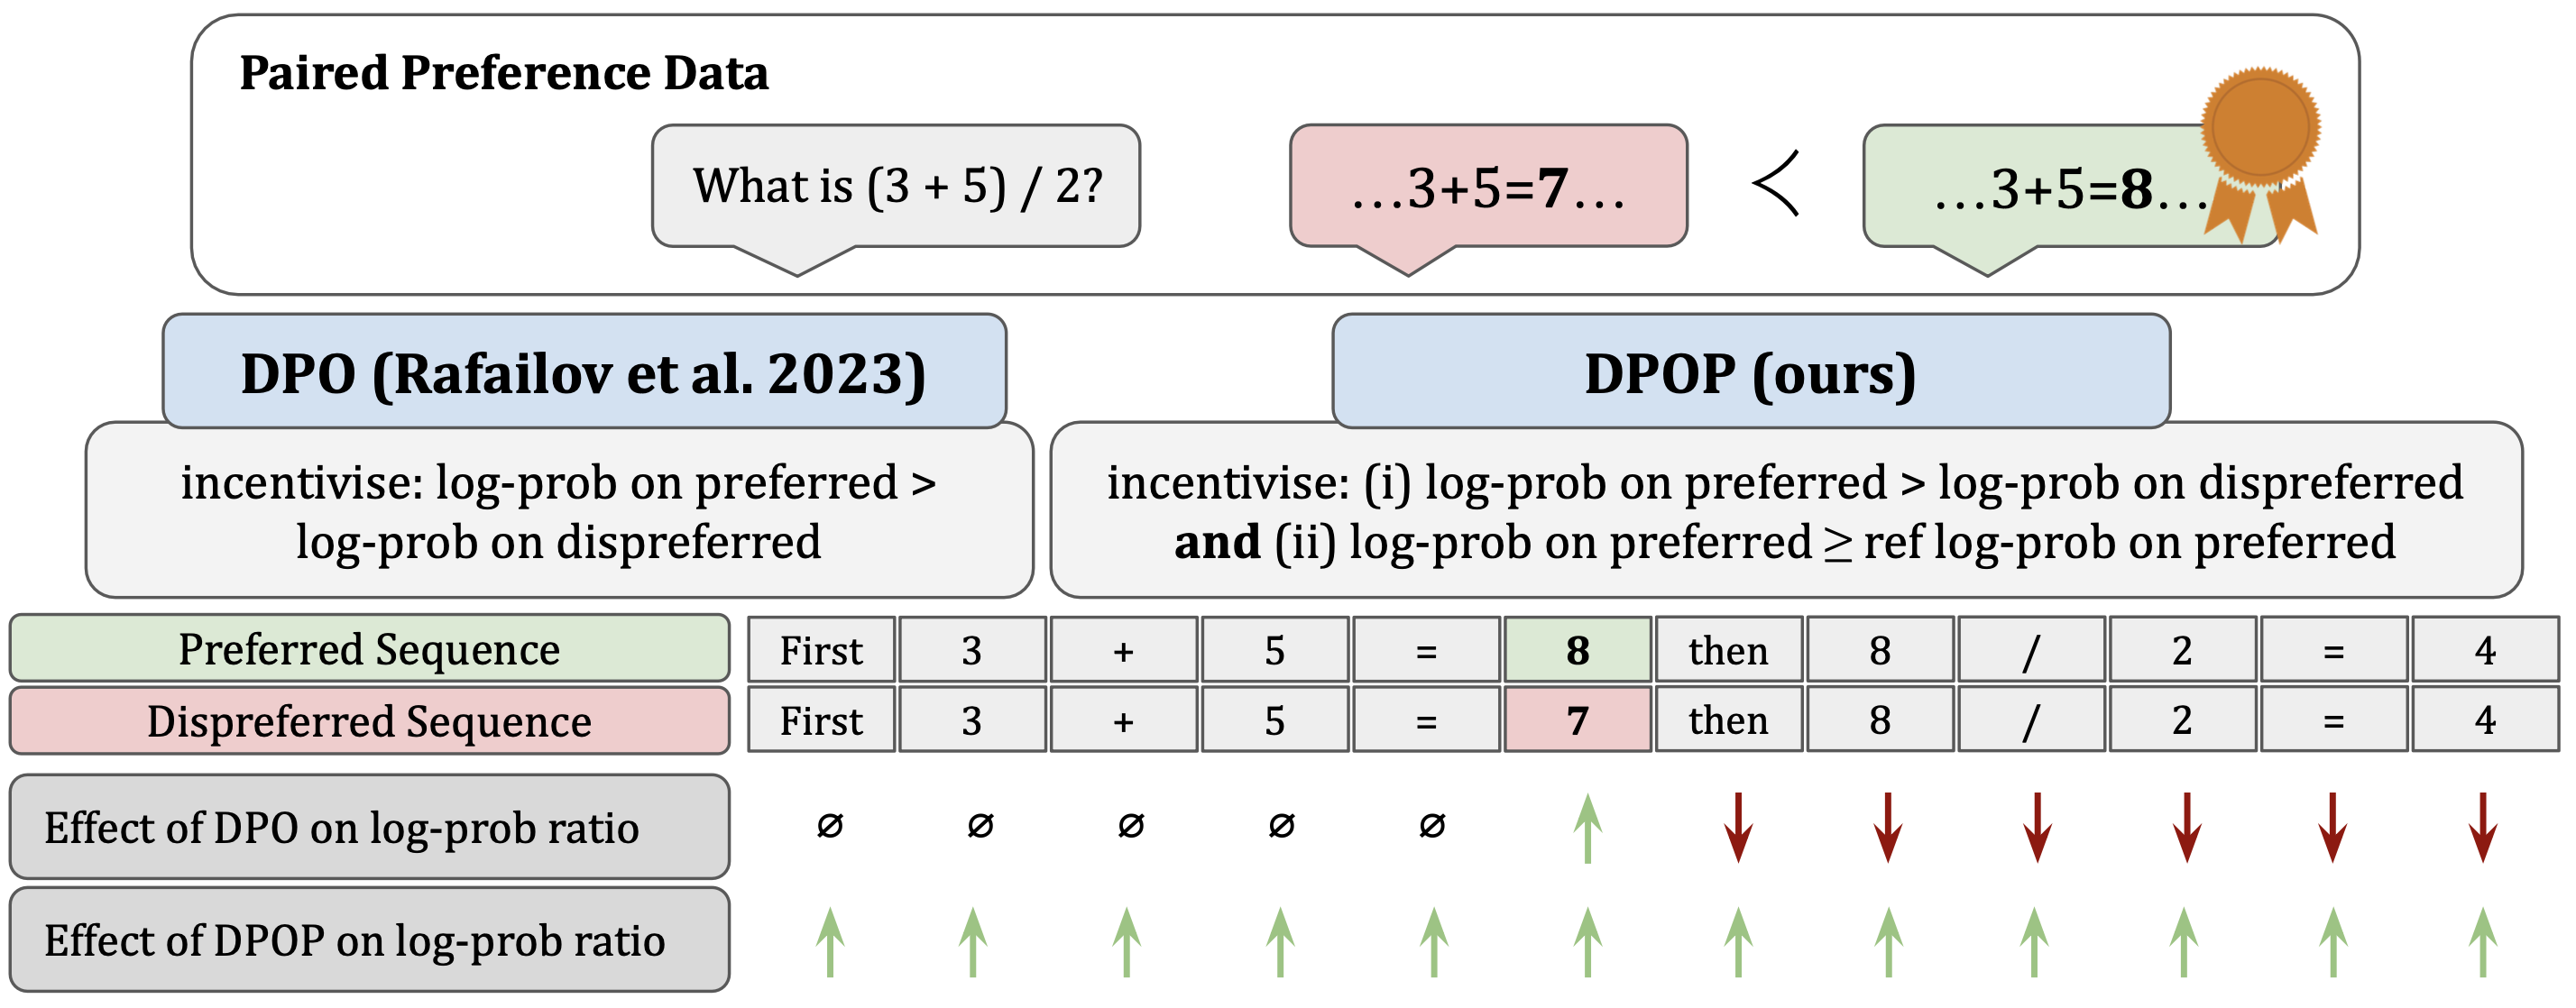 Paired Preference Data
What is (3 + 5) / 2?
...3+5=7...
≺
...3+5=8...
DPO (Rafailov et al. 2023)
incentivise: log-prob on preferred >
log-prob on dispreferred
DPOP (ours)
incentivise: (i) log-prob on preferred > log-prob on dispreferred
and (ii) log-prob on preferred ≥ ref log-prob on preferred
Preferred Sequence First 3 + 5 = 8 then 8 / 2 = 4
Dispreferred Sequence First 3 + 5 = 7 then 8 / 2 = 4
Effect of DPO on log-prob ratio ∅ ∅ ∅ ∅ ∅ ↑ ↓ ↓ ↓ ↓ ↓ ↓
Effect of DPOP on log-prob ratio ↑ ↑ ↑ ↑ ↑ ↑ ↑ ↑ ↑ ↑ ↑ ↑